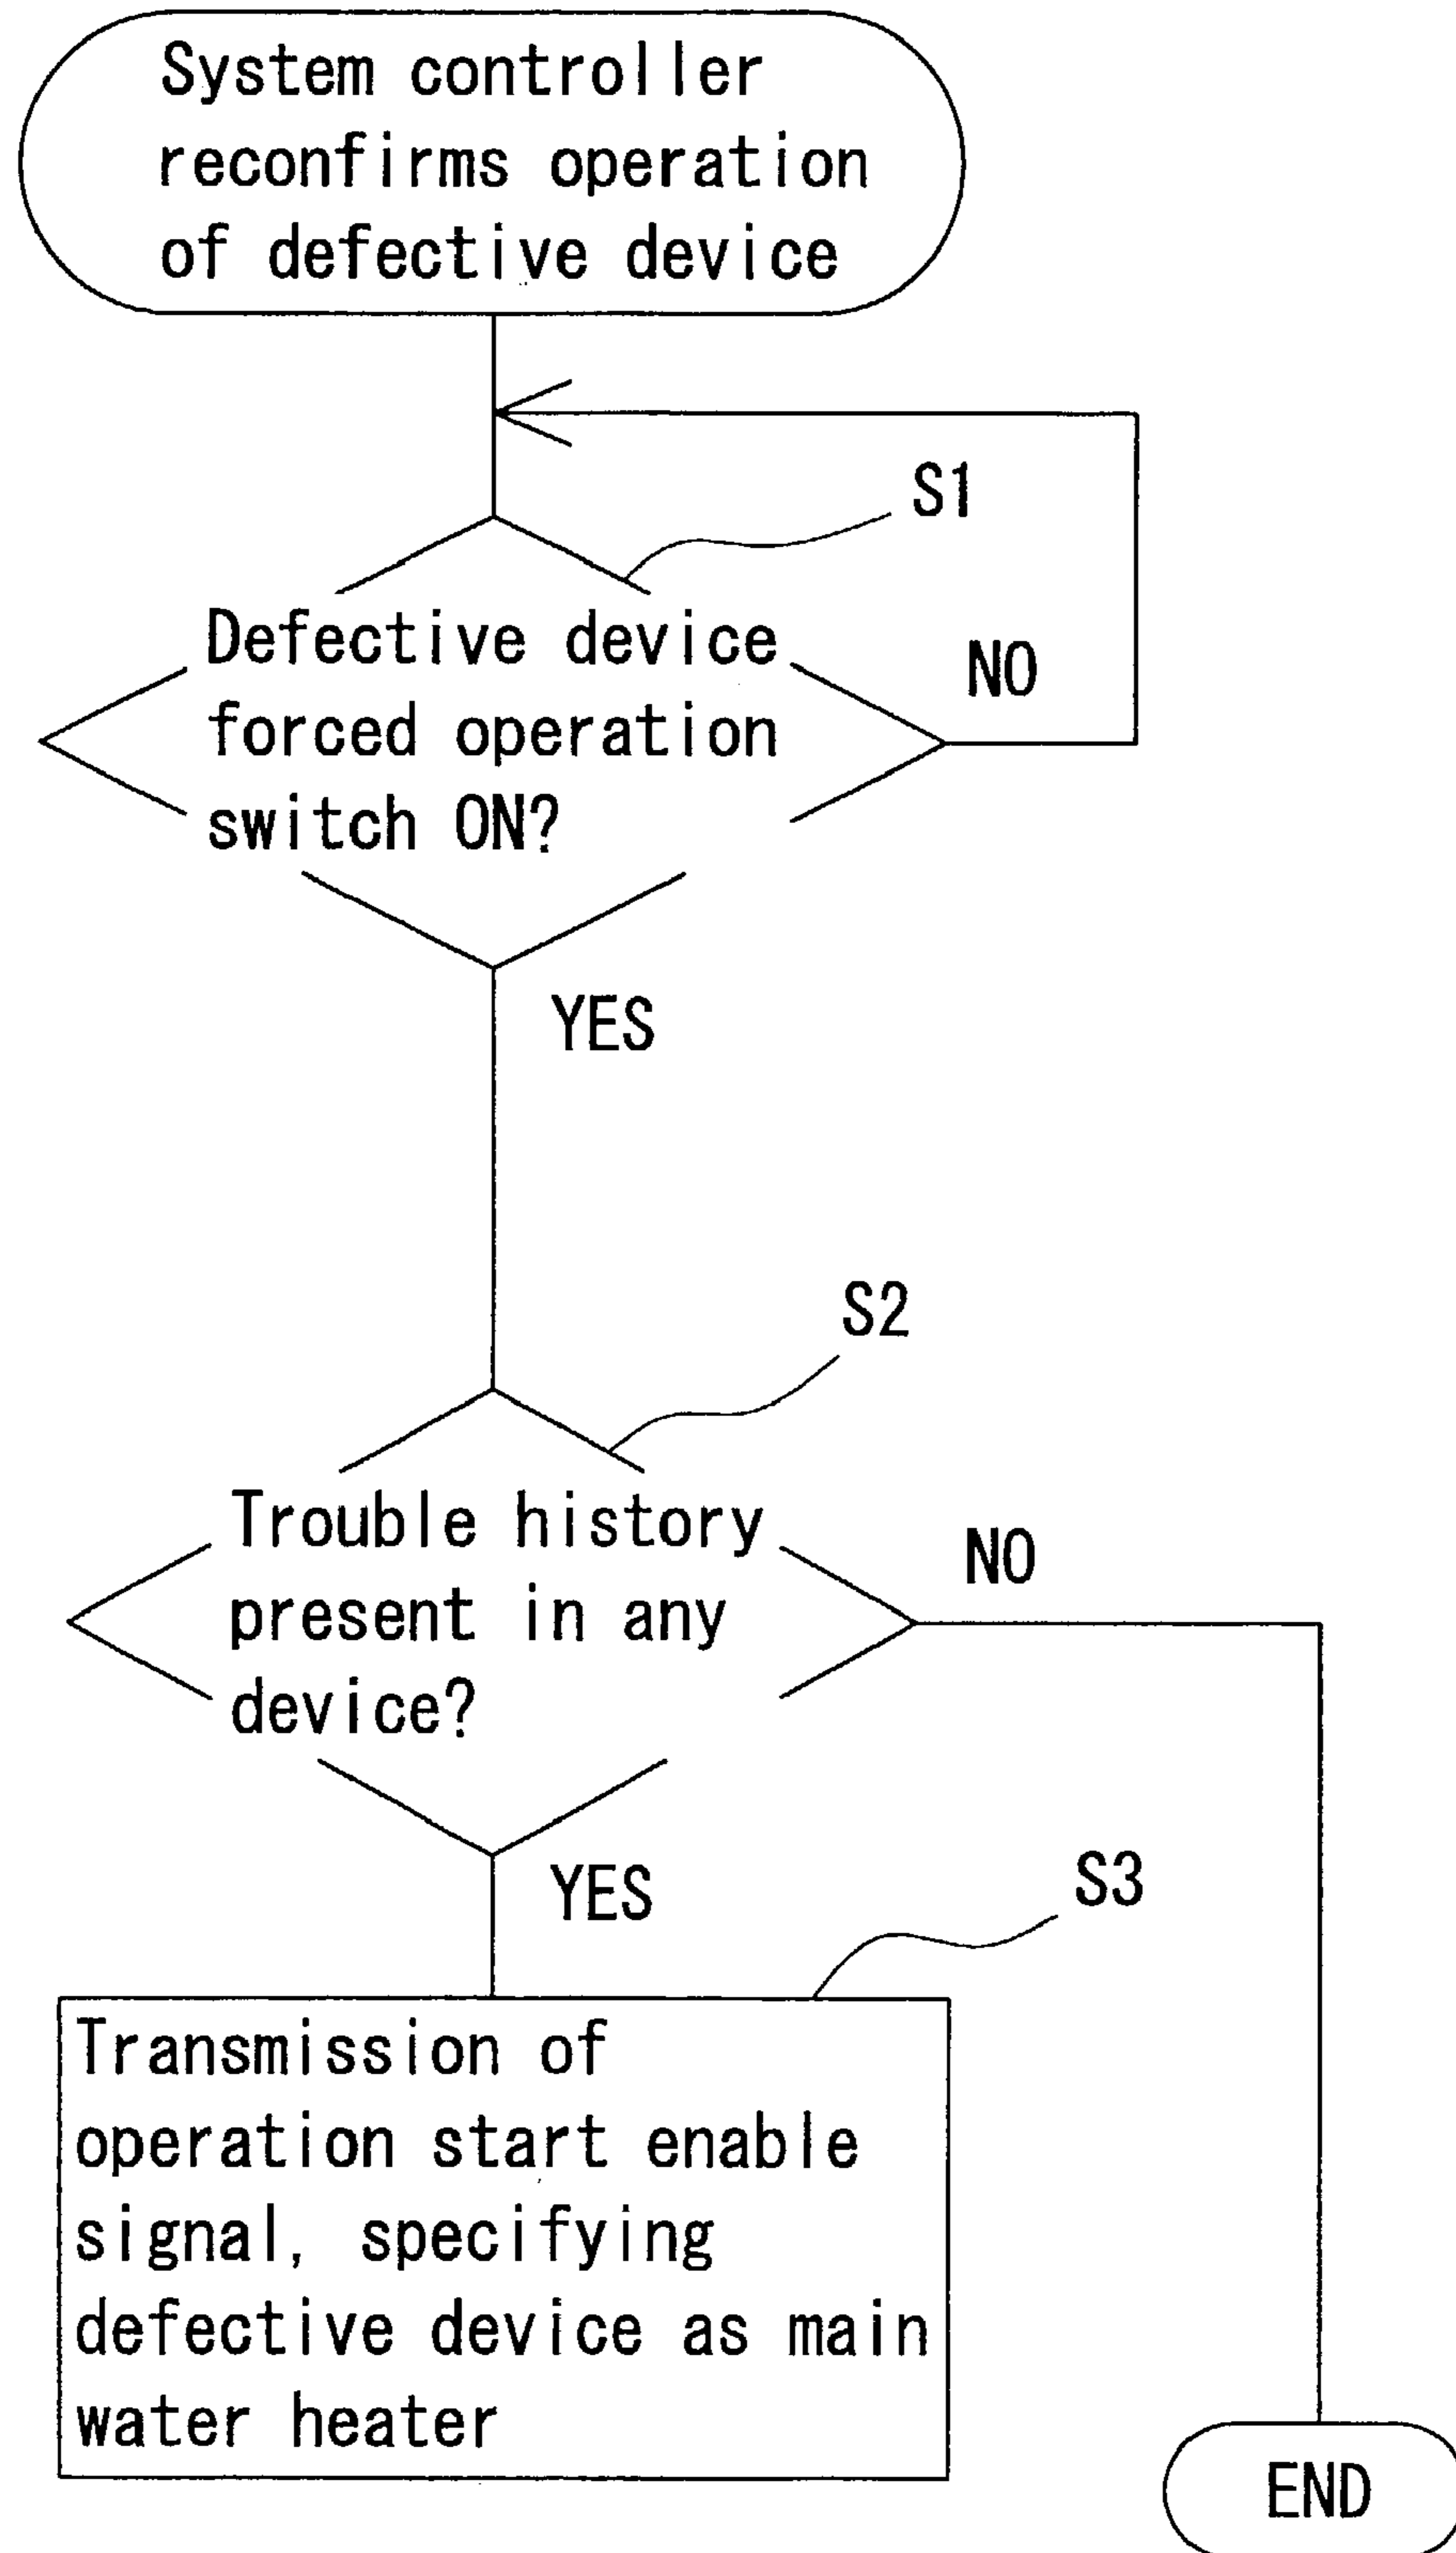 System controller
reconfirms operation
of defective device
S1
Defective device
forced operation
switch ON?
NO
YES
S2
Trouble history
present in any
device?
NO
YES
S3
Transmission of
operation start enable
signal, specifying
defective device as main
water heater
END